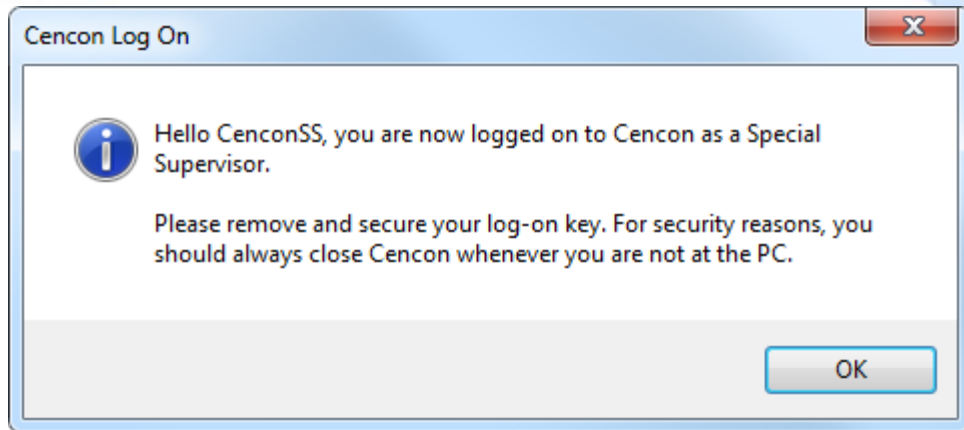 Cencon Log On
Hello CenconSS, you are now logged on to Cencon as a Special
Supervisor.
Please remove and secure your log-on key. For security reasons, you
should always close Cencon whenever you are not at the PC.
OK